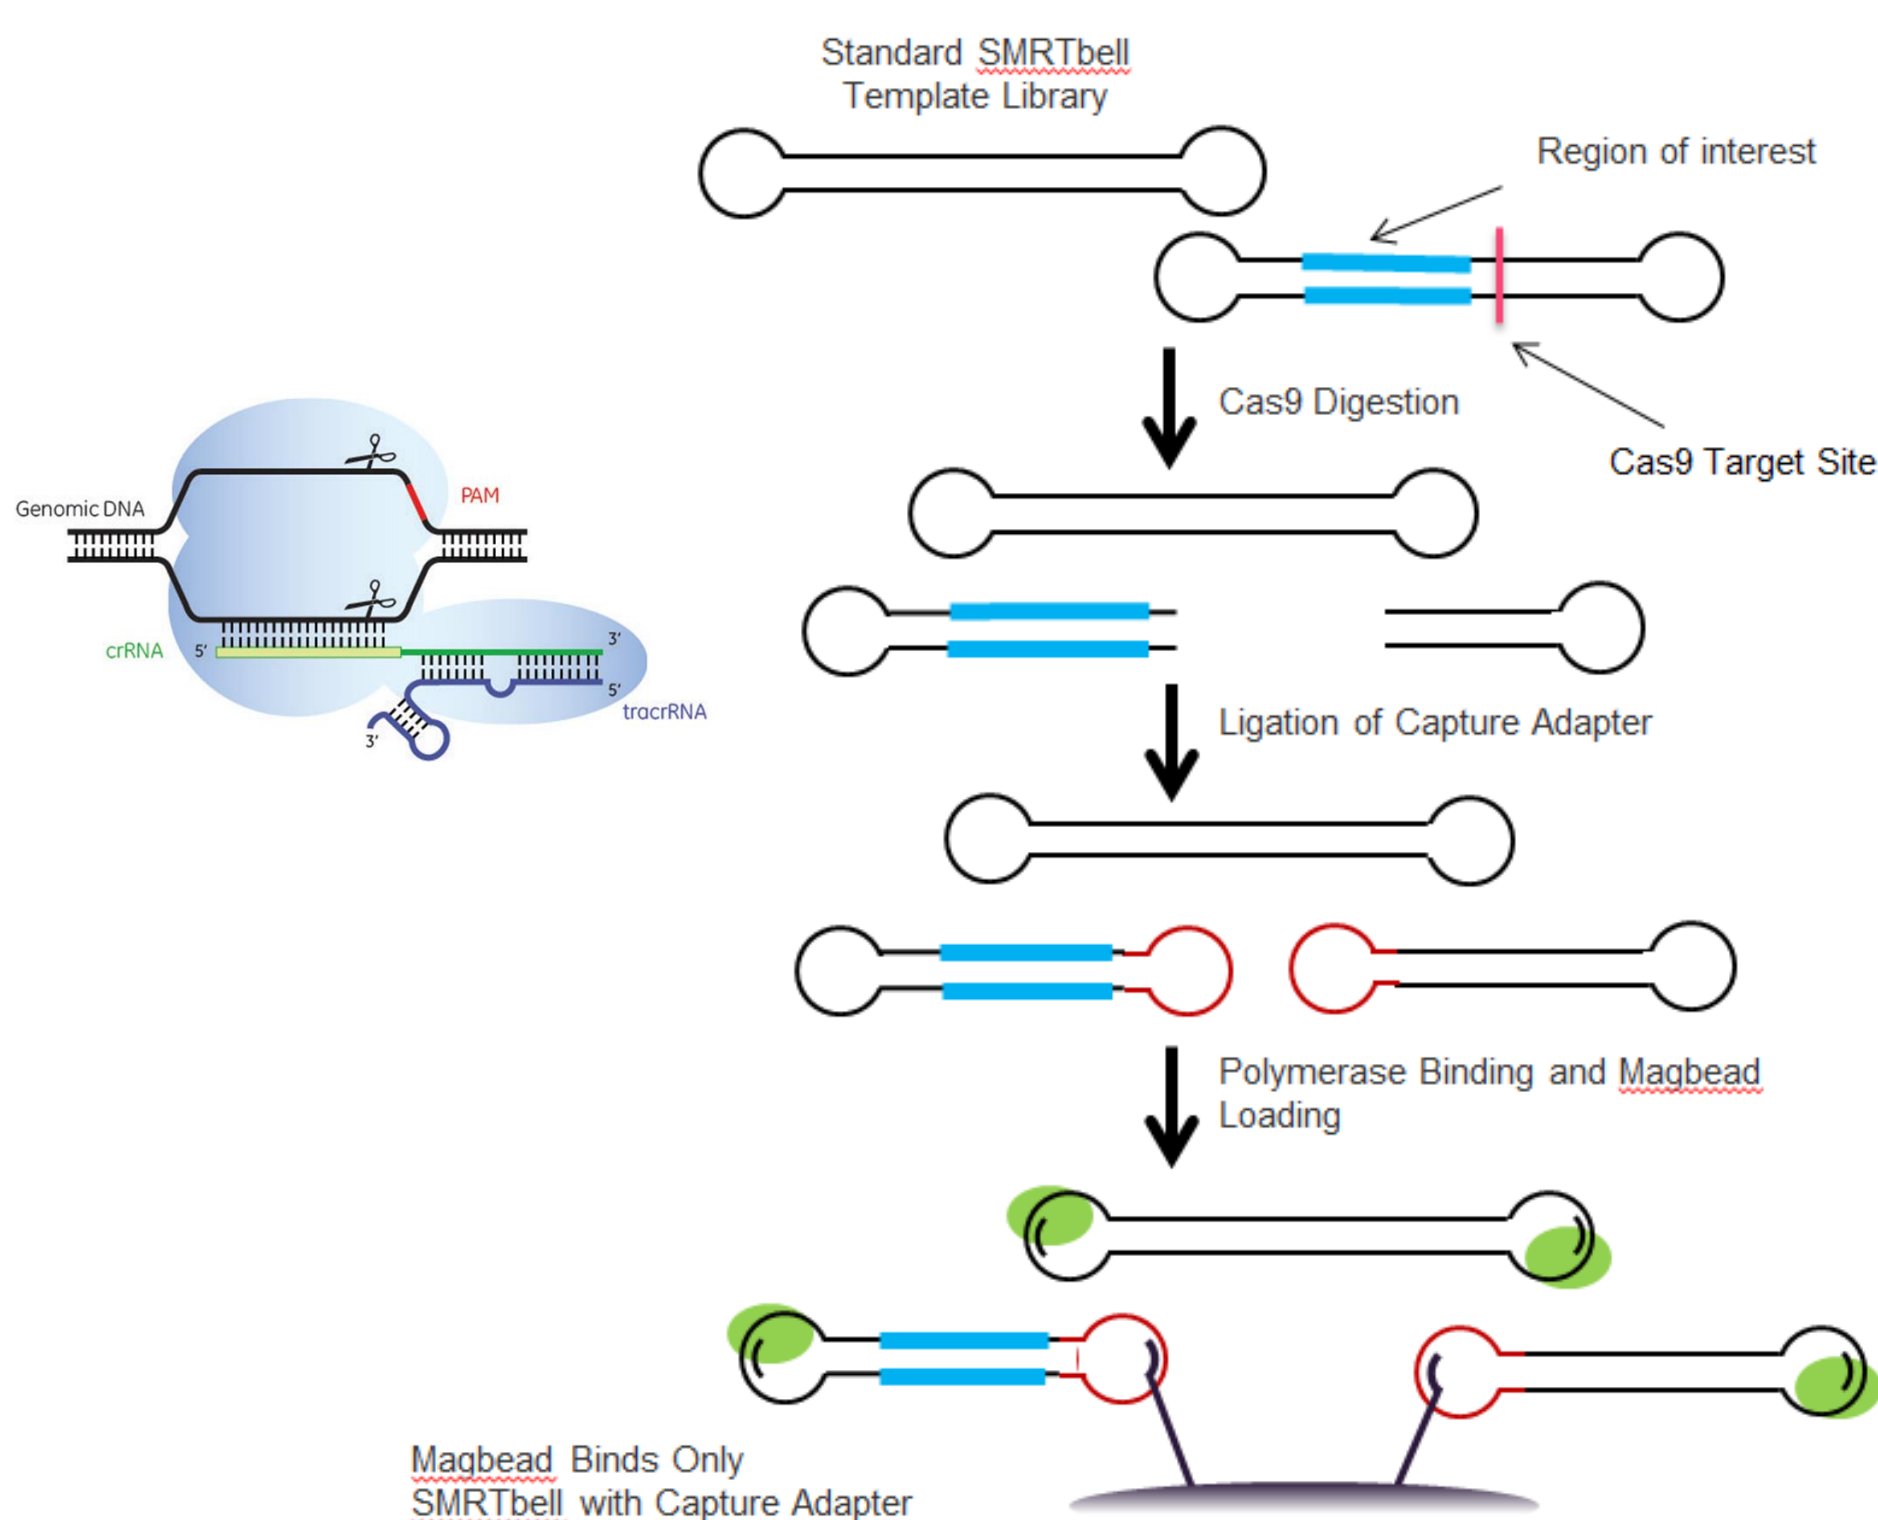 Standard SMRTbell
Template Library
Region of interest
Cas9 Digestion
Cas9 Target Site
Genomic DNA
PAM
crRNA
5'
3'
5'
tracrRNA
3'
Ligation of Capture Adapter
Polymerase Binding and Magbead
Loading
Magbead Binds Only
SMRTbell with Capture Adapter